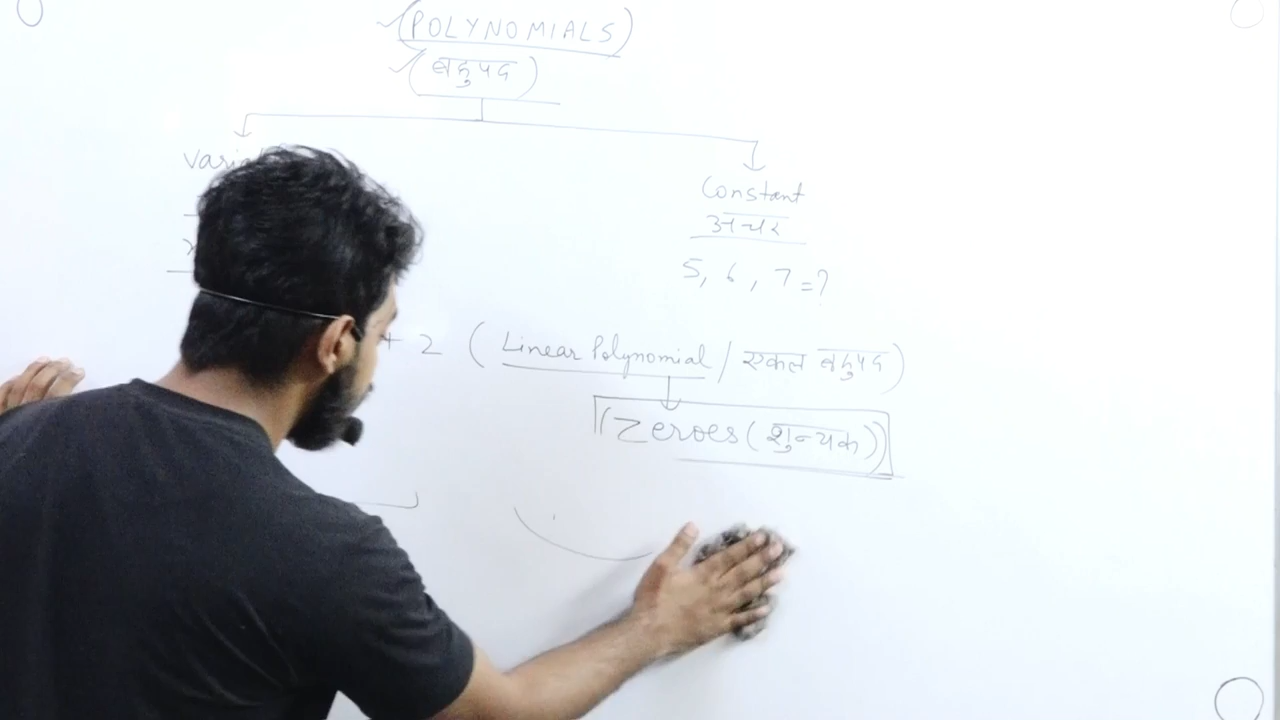 (POLYNOMIALS)
(बहुपद)
Constant
अचर
5, 6, 7 = ?
+ 2 ( Linear Polynomial / एकल बहुपद )
(Zeroes (शुन्यक))